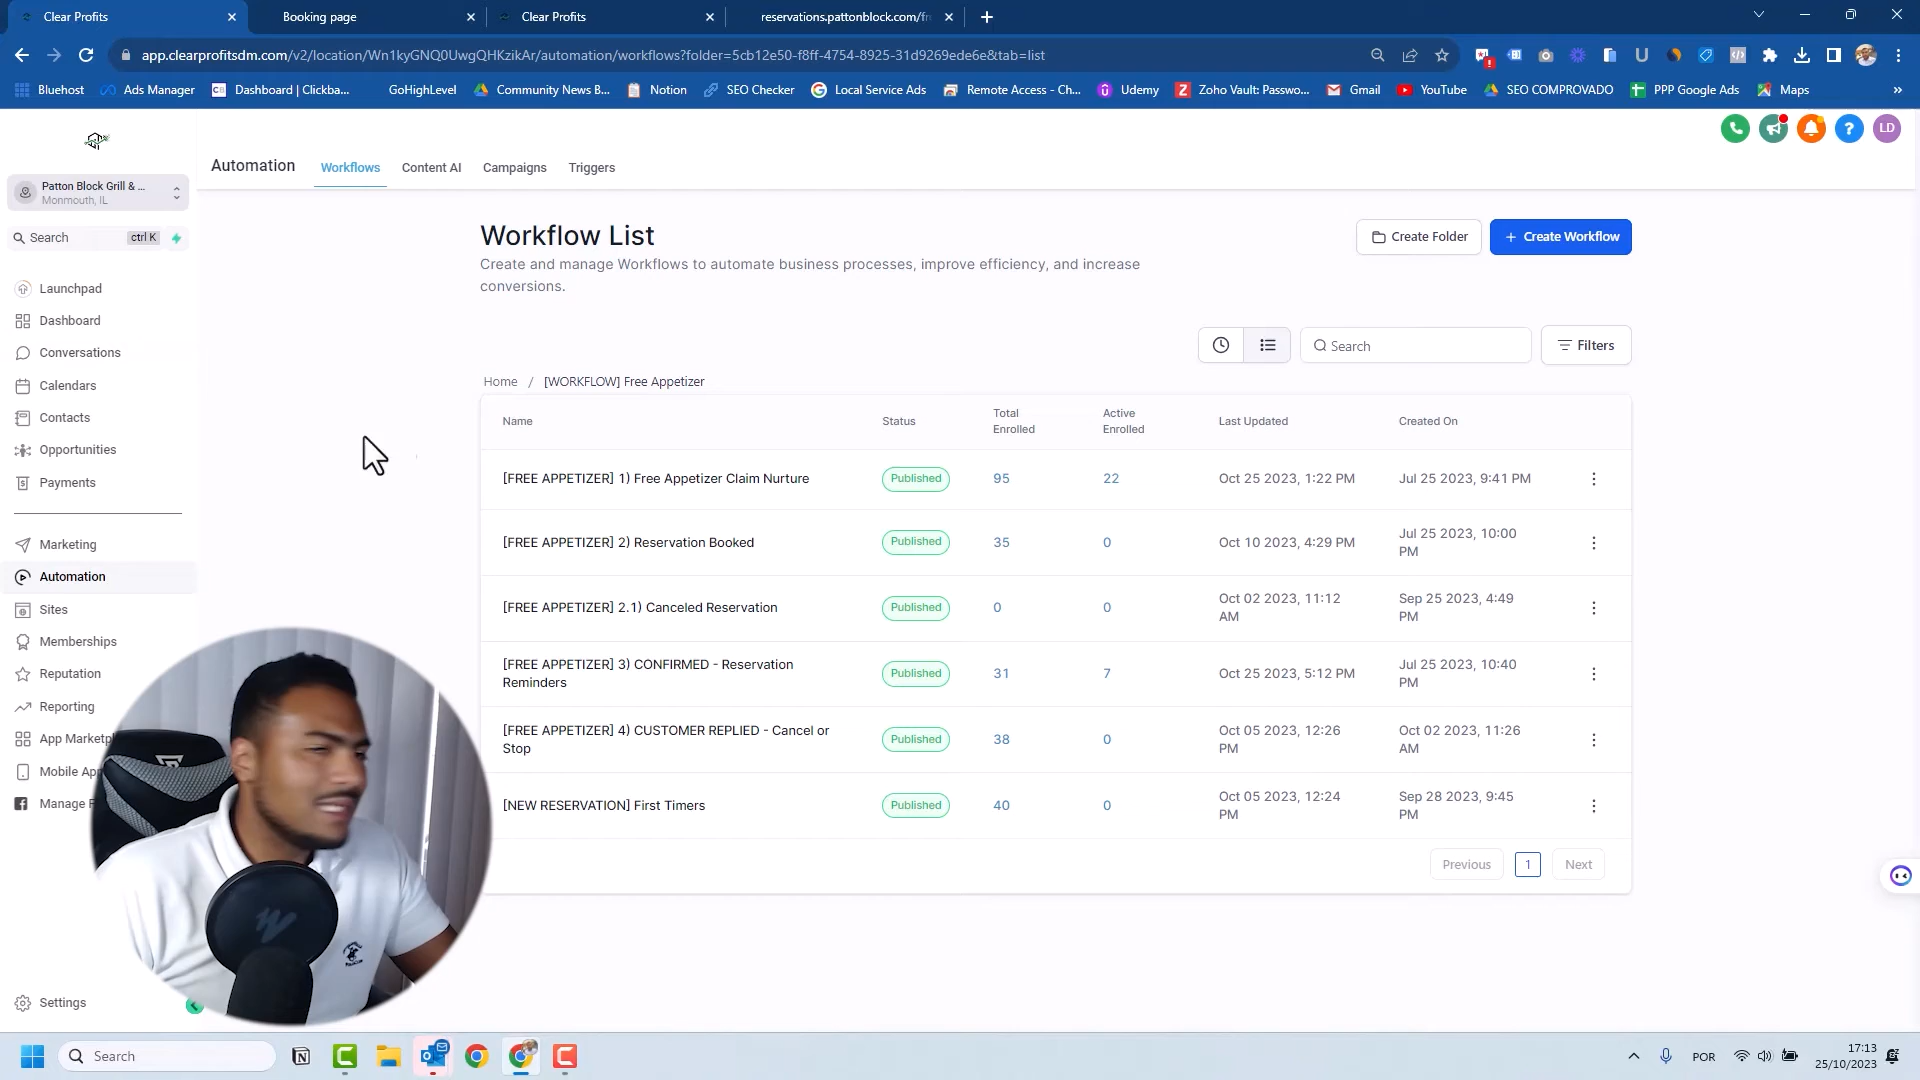 Clear Profits
Booking page
Clear Profits
reservations.pattonblock.com/fr
app.clearprofitsdm.com/v2/location/Wn1kyGNQ0UwgQHKzikAr/automation/workflows?folder=5cb12e50-f8ff-4754-8925-31d9269ede6e&tab=list
Bluehost
Ads Manager
Dashboard | Clickba...
GoHighLevel
Community News B...
Notion
SEO Checker
Local Service Ads
Remote Access - Ch...
Udemy
Zoho Vault: Passwo...
Gmail
YouTube
SEO COMPROVADO
PPP Google Ads
Maps
»
LD
Automation
Workflows
Content AI
Campaigns
Triggers
Patton Block Grill & ...
Monmouth, IL
Search
ctrl K
Launchpad
Dashboard
Conversations
Calendars
Contacts
Opportunities
Payments
Marketing
Automation
Sites
Memberships
Reputation
Reporting
App Marketpl
Mobile App
Manage F
Settings
Workflow List
Create and manage Workflows to automate business processes, improve efficiency, and increase
conversions.
Create Folder
+ Create Workflow
Search
Filters
Home / [WORKFLOW] Free Appetizer
Name
Status
Total
Enrolled
Active
Enrolled
Last Updated
Created On
[FREE APPETIZER] 1) Free Appetizer Claim Nurture
Published
95
22
Oct 25 2023, 1:22 PM
Jul 25 2023, 9:41 PM
[FREE APPETIZER] 2) Reservation Booked
Published
35
0
Oct 10 2023, 4:29 PM
Jul 25 2023, 10:00
PM
[FREE APPETIZER] 2.1) Canceled Reservation
Published
0
0
Oct 02 2023, 11:12
AM
Sep 25 2023, 4:49
PM
[FREE APPETIZER] 3) CONFIRMED - Reservation
Reminders
Published
31
7
Oct 25 2023, 5:12 PM
Jul 25 2023, 10:40
PM
[FREE APPETIZER] 4) CUSTOMER REPLIED - Cancel or
Stop
Published
38
0
Oct 05 2023, 12:26
PM
Oct 02 2023, 11:26
AM
[NEW RESERVATION] First Timers
Published
40
0
Oct 05 2023, 12:24
PM
Sep 28 2023, 9:45
PM
Previous
1
Next
Search
POR
17:13
25/10/2023